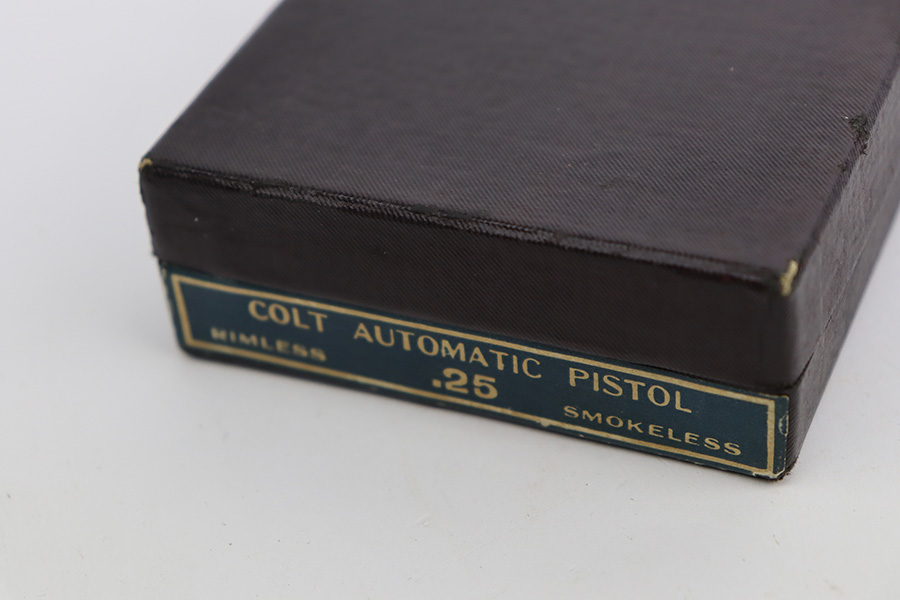 COLT AUTOMATIC PISTOL
RIMLESS .25 SMOKELESS